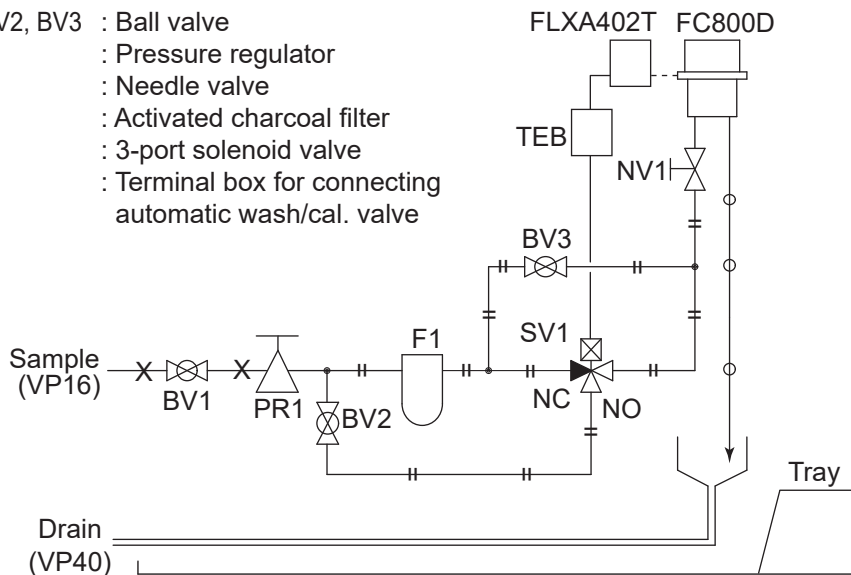 V2, BV3 : Ball valve
: Pressure regulator
: Needle valve
: Activated charcoal filter
: 3-port solenoid valve
: Terminal box for connecting
automatic wash/cal. valve
FLXA402T FC800D
TEB
NV1
BV3
SV1
F1
Sample
(VP16)
BV1
PR1
BV2
NC
NO
Tray
Drain
(VP40)